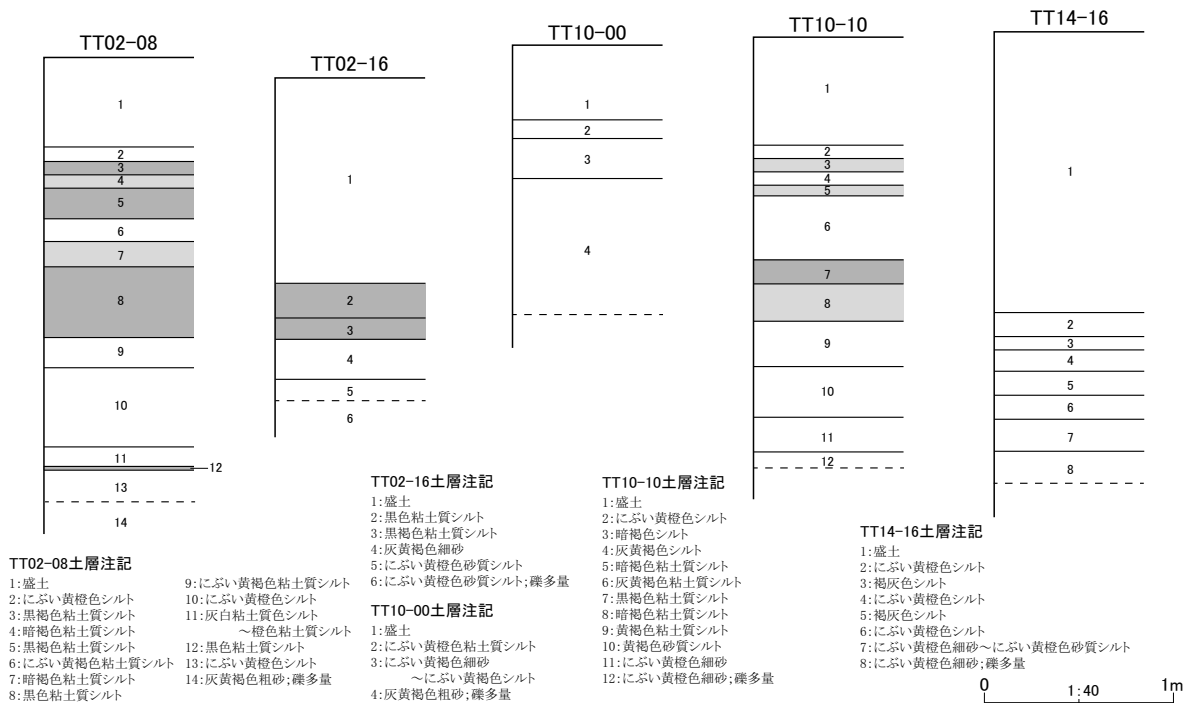 TT02-08
1
2
3
4
5
6
7
8
9
10
11
12
13
14
TT02-16
1
2
3
4
5
6
TT10-00
1
2
3
4
TT10-10
1
2
3
4
5
6
7
8
9
10
11
12
TT14-16
1
2
3
4
5
6
7
8
TT02-08土層注記
1:盛土
2:にぶい黄橙色シルト
3:黒褐色粘土質シルト
4:暗褐色粘土質シルト
5:黒褐色粘土質シルト
6:にぶい黄褐色粘土質シルト
7:暗褐色粘土質シルト
8:黒色粘土質シルト
9:にぶい黄褐色粘土質シルト
10:にぶい黄橙色シルト
11:灰白粘土質色シルト
～橙色粘土質シルト
12:黒色粘土質シルト
13:にぶい黄橙色シルト
14:灰黄褐色粗砂;礫多量
TT02-16土層注記
1:盛土
2:黒色粘土質シルト
3:黒褐色粘土質シルト
4:灰黄褐色細砂
5:にぶい黄橙色砂質シルト
6:にぶい黄橙色砂質シルト;礫多量
TT10-00土層注記
1:盛土
2:にぶい黄橙色粘土質シルト
3:にぶい黄褐色細砂
～にぶい黄褐色シルト
4:灰黄褐色粗砂;礫多量
TT10-10土層注記
1:盛土
2:にぶい黄橙色シルト
3:暗褐色シルト
4:灰黄褐色シルト
5:暗褐色粘土質シルト
6:灰黄褐色粘土質シルト
7:黒褐色粘土質シルト
8:暗褐色粘土質シルト
9:黄褐色粘土質シルト
10:黄褐色砂質シルト
11:にぶい黄橙色細砂
12:にぶい黄橙色細砂;礫多量
TT14-16土層注記
1:盛土
2:にぶい黄橙色シルト
3:褐灰色シルト
4:にぶい黄橙色シルト
5:褐灰色シルト
6:にぶい黄橙色シルト
7:にぶい黄橙色細砂～にぶい黄橙色砂質シルト
8:にぶい黄橙色細砂;礫多量
0 1:40 1m